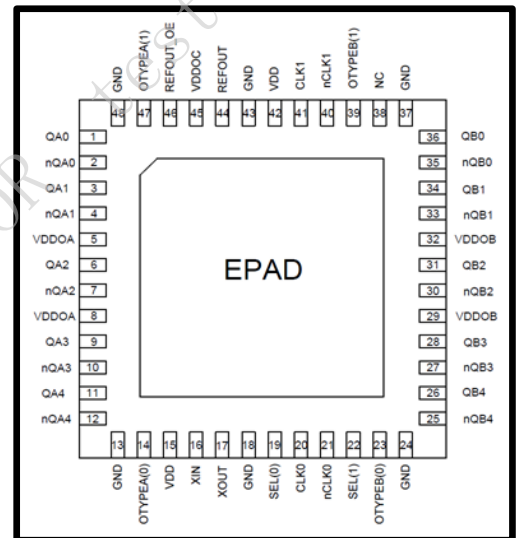 GND OTYPEA(1) REFOUT_OE VDDOC REFOUT GND VDD CLK1 nCLK1 OTYPEB(1) NC GND
48 47 46 45 44 43 42 41 40 39 38 37
QA0 1 36 QB0
nQA0 2 35 nQB0
QA1 3 34 QB1
nQA1 4 33 nQB1
VDDOA 5 32 VDDOB
QA2 6 31 QB2
nQA2 7 30 nQB2
VDDOA 8 29 VDDOB
QA3 9 28 QB3
nQA3 10 27 nQB3
QA4 11 26 QB4
nQA4 12 25 nQB4
EPAD
13 14 15 16 17 18 19 20 21 22 23 24
GND OTYPEA(0) VDD XIN XOUT GND SEL(0) CLK0 nCLK0 SEL(1) OTYPEB(0) GND
OR test